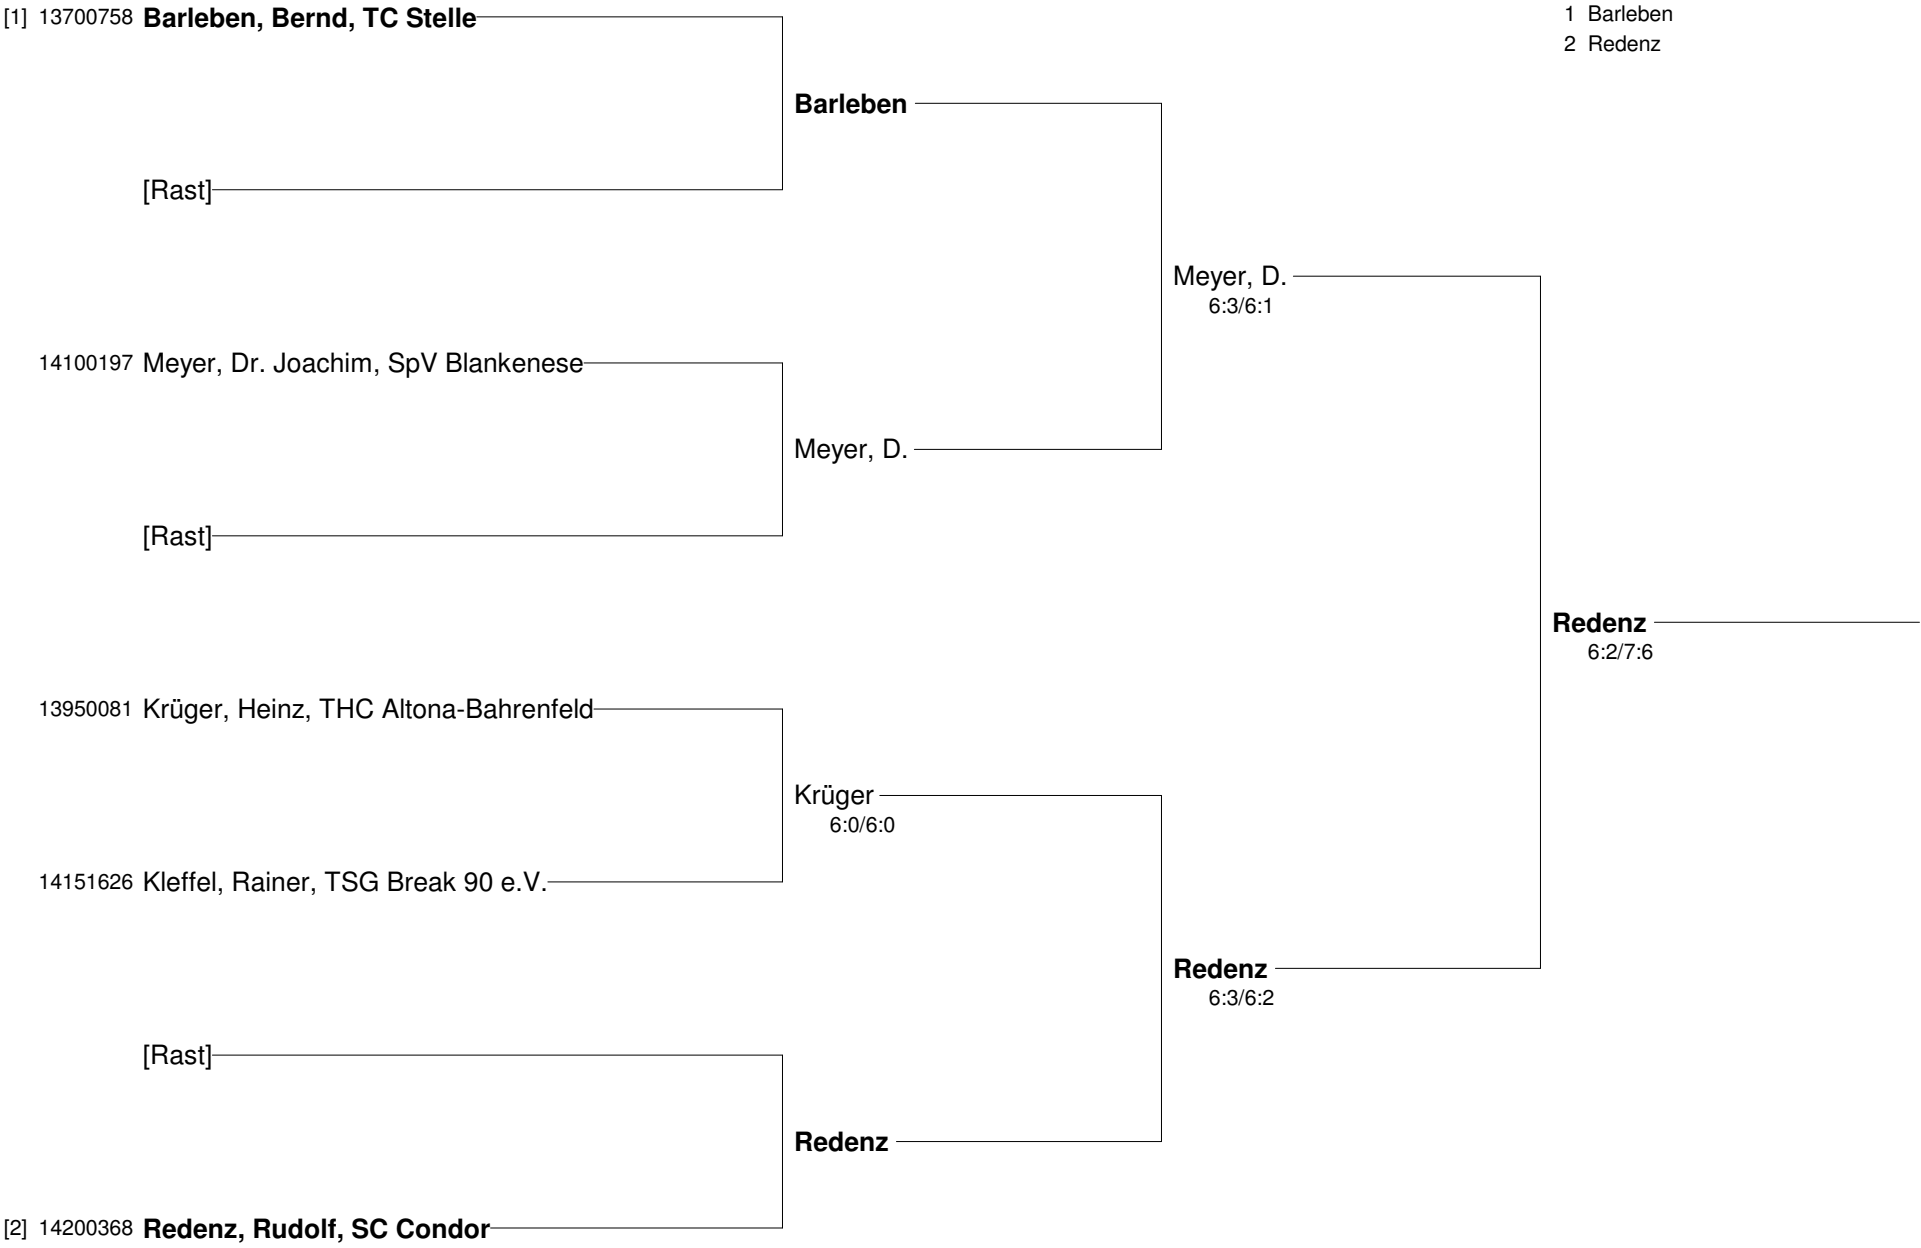 [1] 13700758 Barleben, Bernd, TC Stelle
1 Barleben
2 Redenz
Barleben
[Rast]
Meyer, D.
6:3/6:1
14100197 Meyer, Dr. Joachim, SpV Blankenese
Meyer, D.
[Rast]
Redenz
6:2/7:6
13950081 Krüger, Heinz, THC Altona-Bahrenfeld
Krüger
6:0/6:0
14151626 Kleffel, Rainer, TSG Break 90 e.V.
Redenz
6:3/6:2
[Rast]
Redenz
[2] 14200368 Redenz, Rudolf, SC Condor